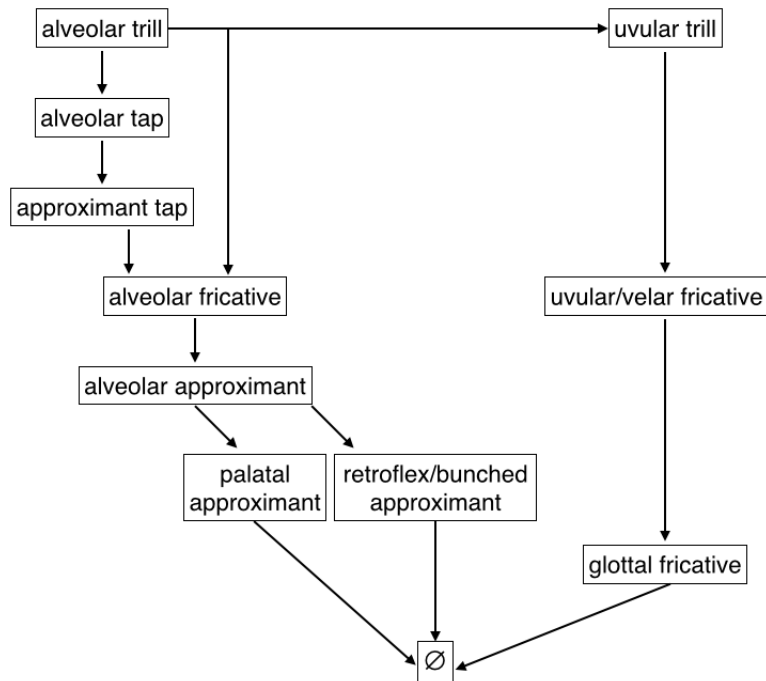 alveolar trill
uvular trill
alveolar tap
approximant tap
alveolar fricative
uvular/velar fricative
alveolar approximant
palatal
approximant
retroflex/bunched
approximant
glottal fricative
∅